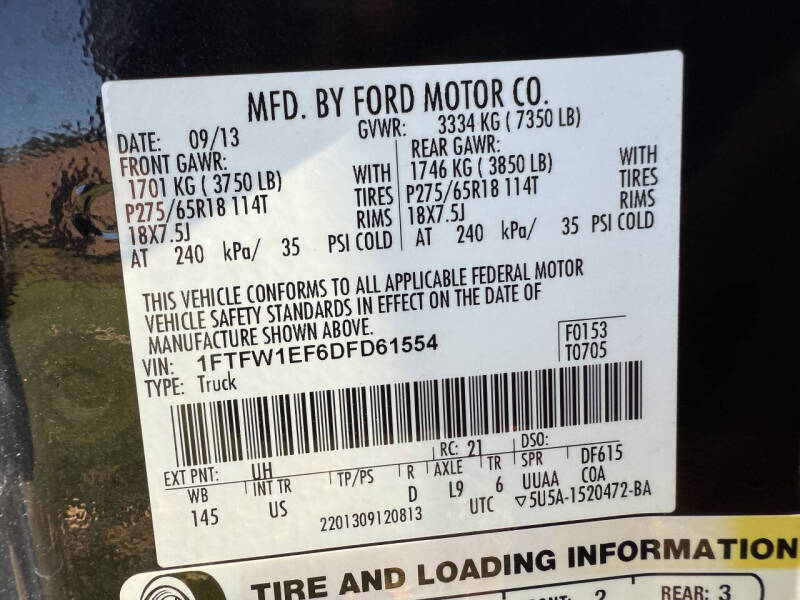 MFD. BY FORD MOTOR CO.
DATE: 09/13 GVWR: 3334 KG ( 7350 LB)
FRONT GAWR: REAR GAWR:
1701 KG ( 3750 LB) WITH 1746 KG ( 3850 LB) WITH
P275/65R18 114T TIRES P275/65R18 114T TIRES
18X7.5J RIMS 18X7.5J RIMS
AT 240 kPa/ 35 PSI COLD AT 240 kPa/ 35 PSI COLD
THIS VEHICLE CONFORMS TO ALL APPLICABLE FEDERAL MOTOR
VEHICLE SAFETY STANDARDS IN EFFECT ON THE DATE OF
MANUFACTURE SHOWN ABOVE.
VIN: 1FTFW1EF6DFD61554 F0153
TYPE: Truck T0705
EXT PNT: UH RC: 21 DSO:
WB INT TR TP/PS R AXLE TR SPR DF615
145 US D L9 6 UUAA COA
2201309120813 UTC ▽5U5A-1520472-BA
TIRE AND LOADING INFORMATION
2 REAR: 3